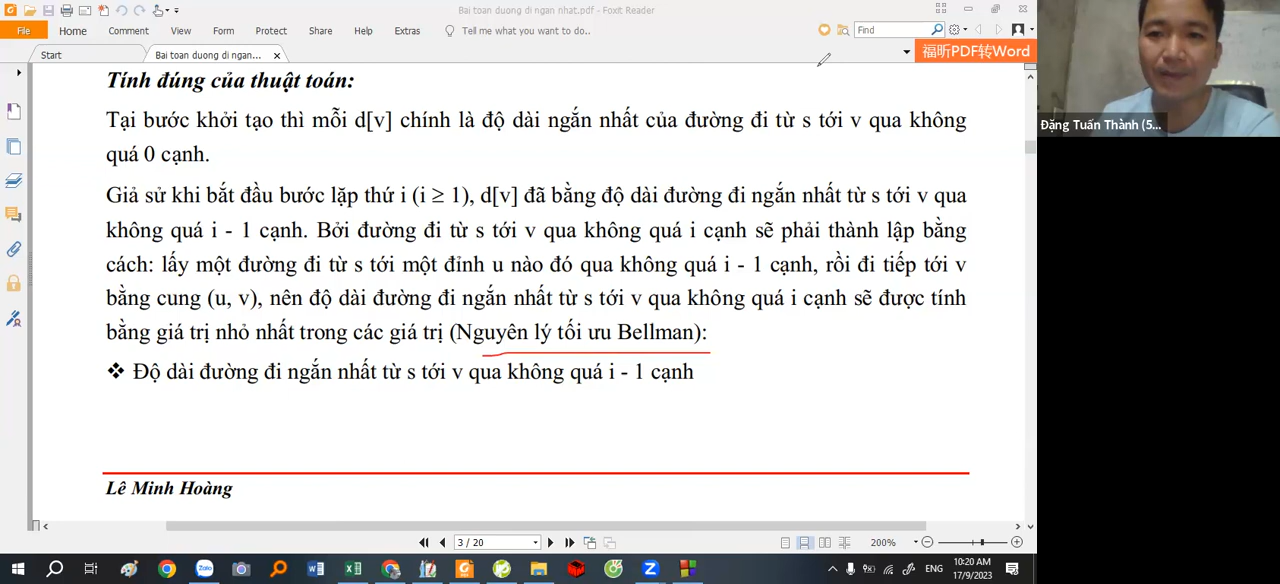 Bai toan duong di ngan nhat.pdf - Foxit Reader
File Home Comment View Form Protect Share Help Extras Tell me what you want to do.. Find
Start Bai toan duong di ngan... 福昕PDF转Word
Tính đúng của thuật toán:
Tại bước khởi tạo thì mỗi d[v] chính là độ dài ngắn nhất của đường đi từ s tới v qua không
quá 0 cạnh.
Đặng Tuấn Thành (5...
Giả sử khi bắt đầu bước lặp thứ i (i ≥ 1), d[v] đã bằng độ dài đường đi ngắn nhất từ s tới v qua
không quá i - 1 cạnh. Bởi đường đi từ s tới v qua không quá i cạnh sẽ phải thành lập bằng
cách: lấy một đường đi từ s tới một đỉnh u nào đó qua không quá i - 1 cạnh, rồi đi tiếp tới v
bằng cung (u, v), nên độ dài đường đi ngắn nhất từ s tới v qua không quá i cạnh sẽ được tính
bằng giá trị nhỏ nhất trong các giá trị (Nguyên lý tối ưu Bellman):
❖ Độ dài đường đi ngắn nhất từ s tới v qua không quá i - 1 cạnh
Lê Minh Hoàng
3 / 20 200%
ENG 10:20 AM
17/9/2023